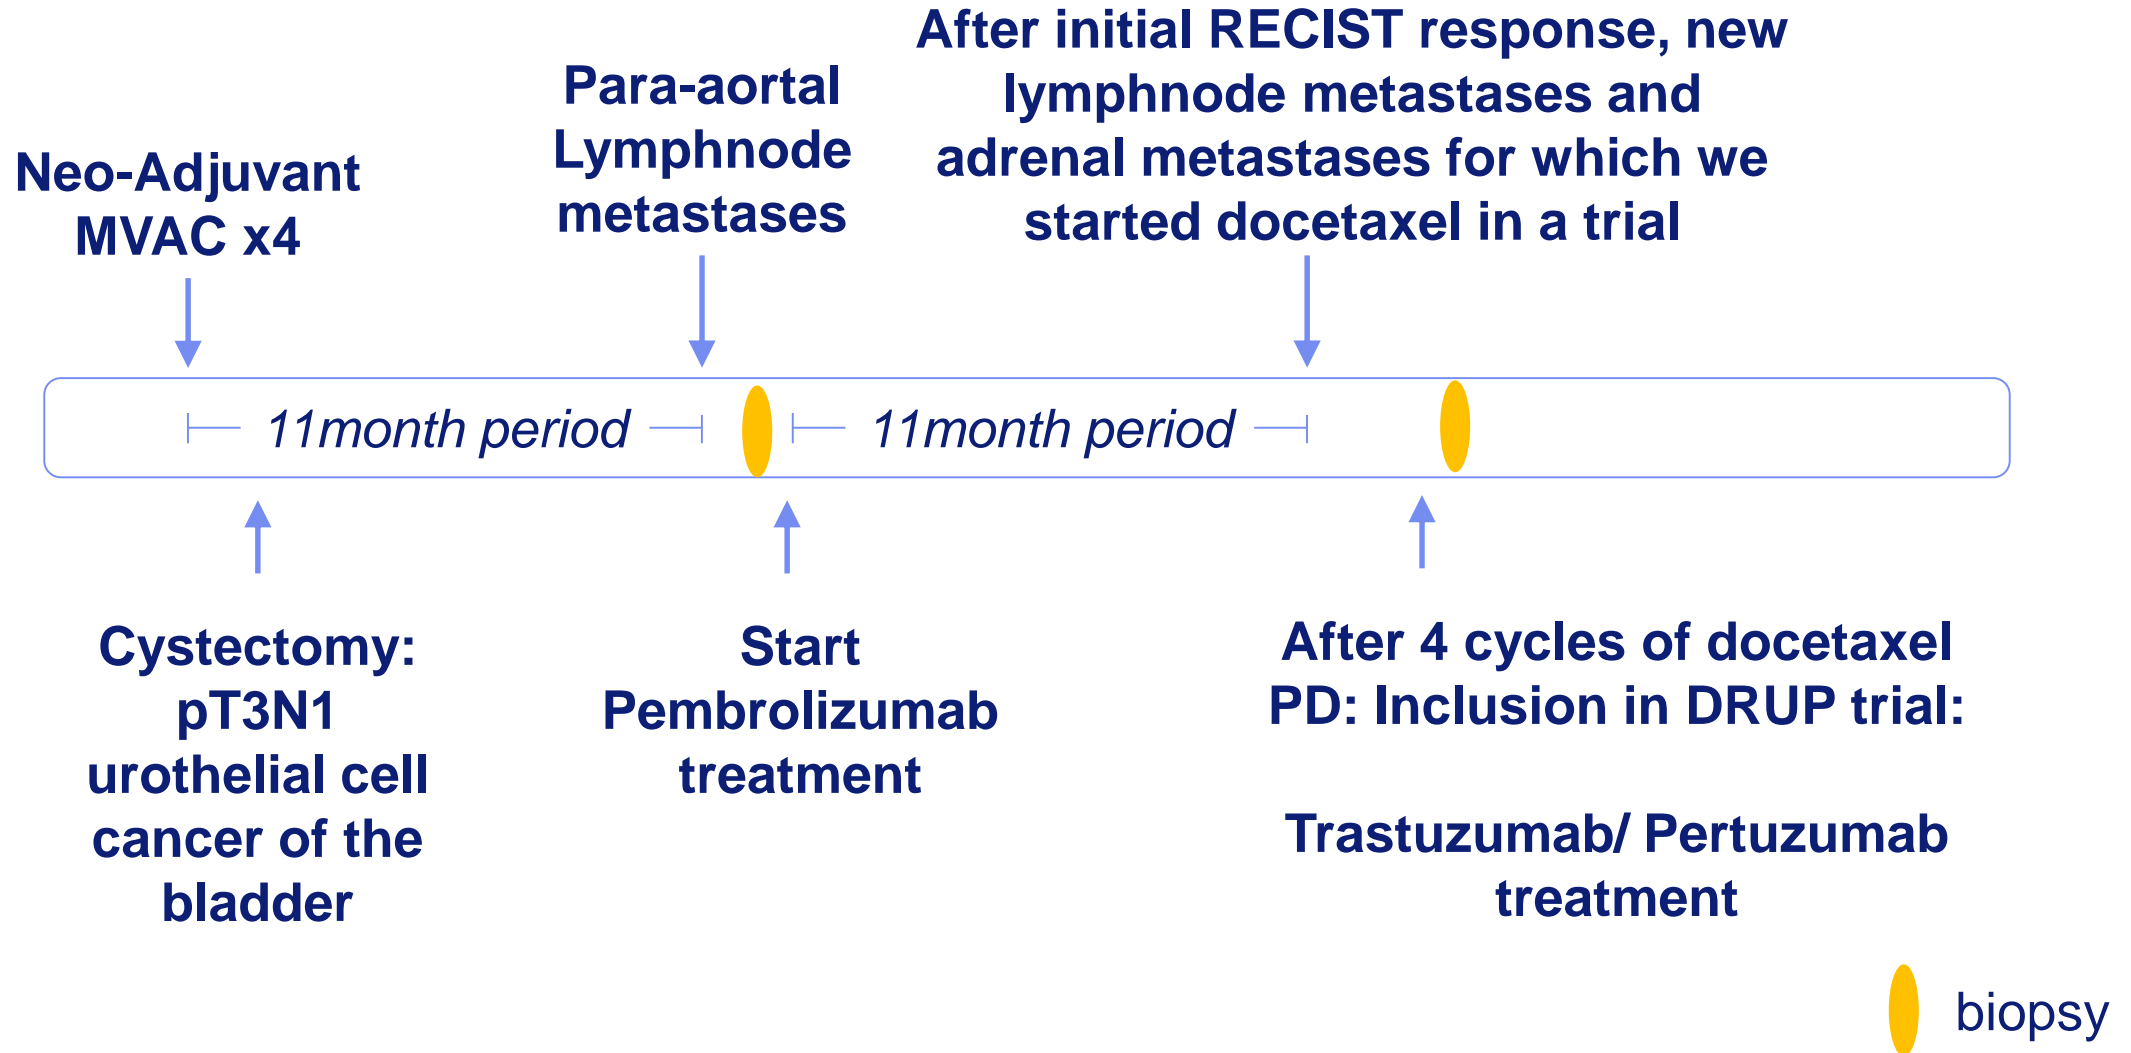 Neo-Adjuvant
MVAC x4
Para-aortal
Lymphnode
metastases
After initial RECIST response, new
lymphnode metastases and
adrenal metastases for which we
started docetaxel in a trial
11month period
11month period
Cystectomy:
pT3N1
urothelial cell
cancer of the
bladder
Start
Pembrolizumab
treatment
After 4 cycles of docetaxel
PD: Inclusion in DRUP trial:
Trastuzumab/ Pertuzumab
treatment
biopsy